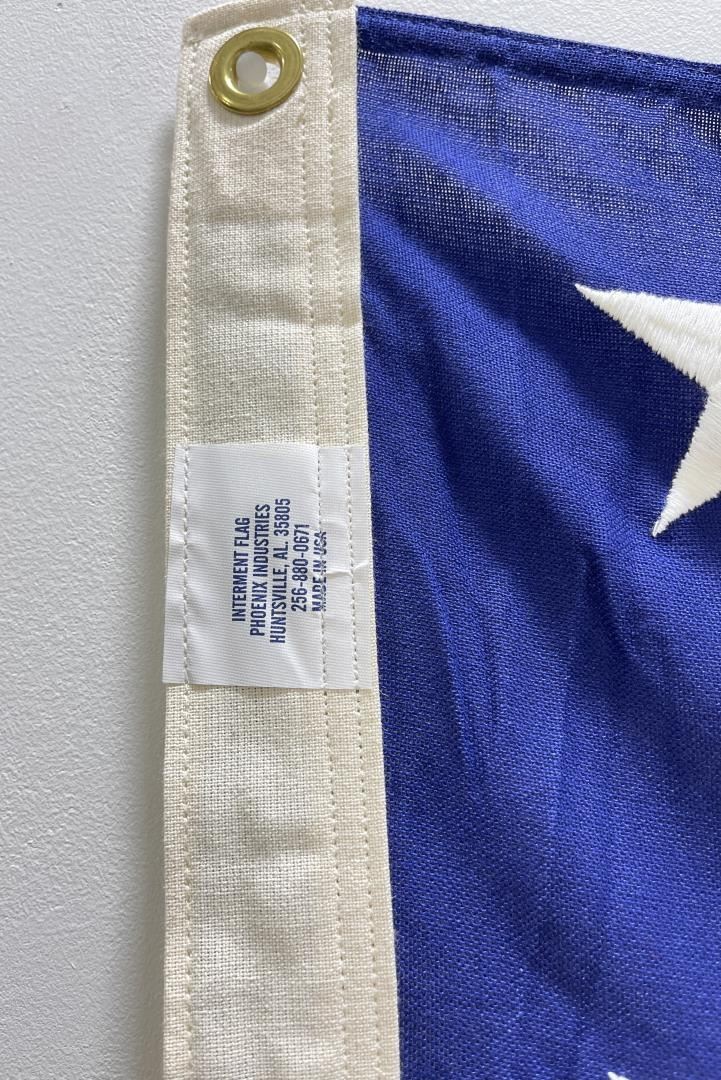 INTERMENT FLAG
PHOENIX INDUSTRIES
HUNTSVILLE, AL. 35805
256-880-0671
MADE IN USA